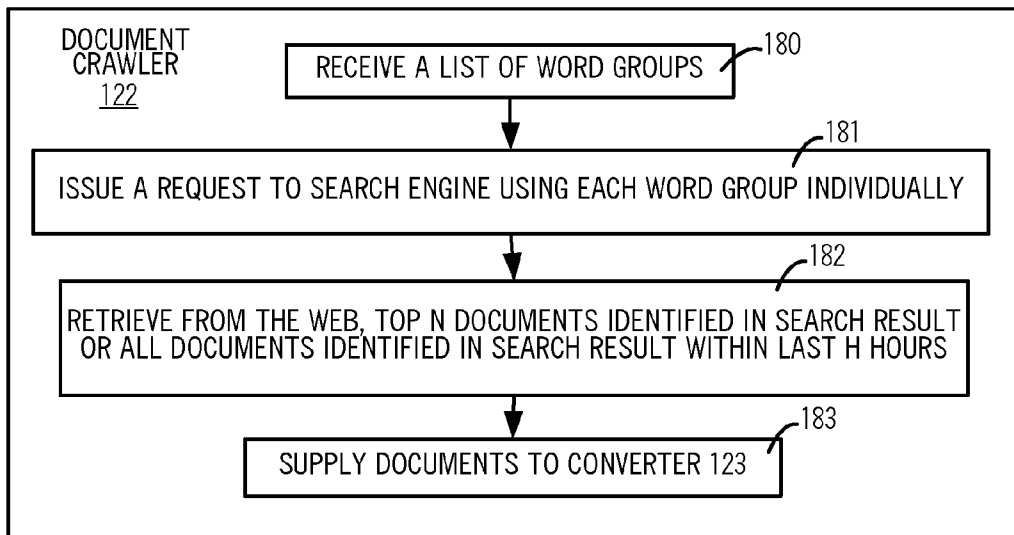 DOCUMENT
CRAWLER
122
180
RECEIVE A LIST OF WORD GROUPS
181
ISSUE A REQUEST TO SEARCH ENGINE USING EACH WORD GROUP INDIVIDUALLY
182
RETRIEVE FROM THE WEB, TOP N DOCUMENTS IDENTIFIED IN SEARCH RESULT
OR ALL DOCUMENTS IDENTIFIED IN SEARCH RESULT WITHIN LAST H HOURS
183
SUPPLY DOCUMENTS TO CONVERTER 123